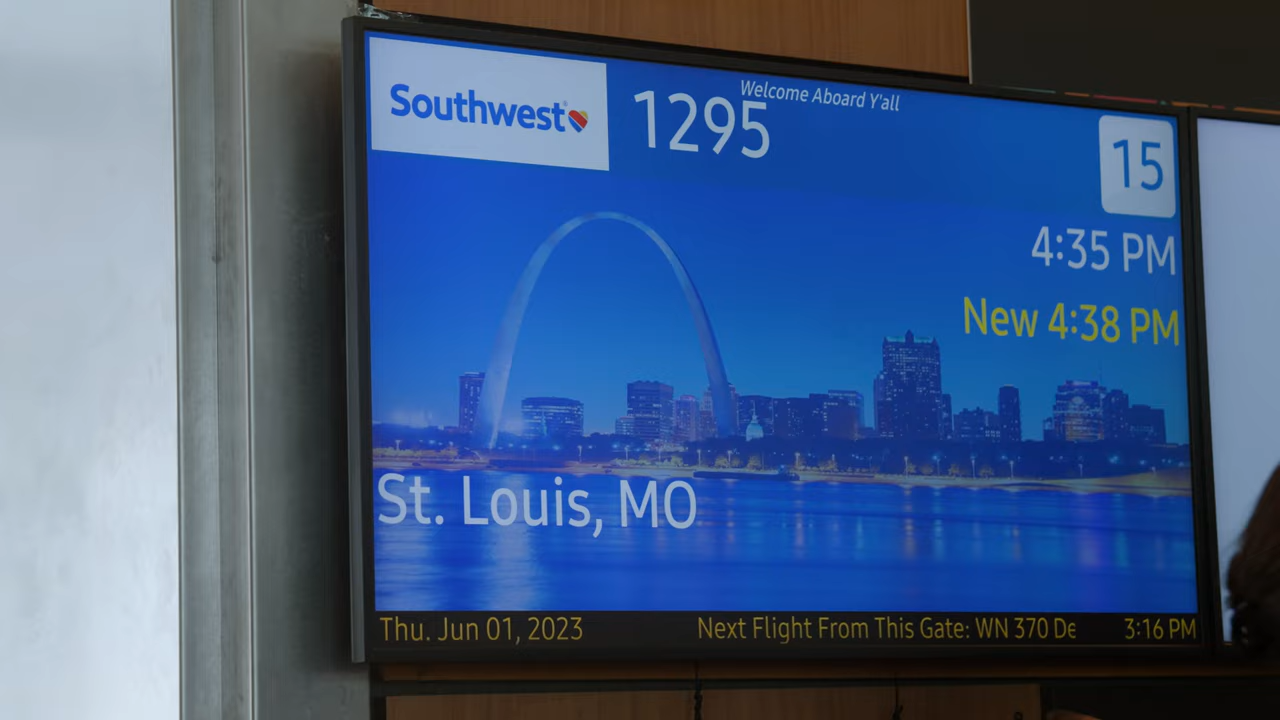 Southwest
1295
Welcome Aboard Y'all
15
4:35 PM
New 4:38 PM
St. Louis, MO
Thu. Jun 01, 2023
Next Flight From This Gate: WN 370 De
3:16 PM